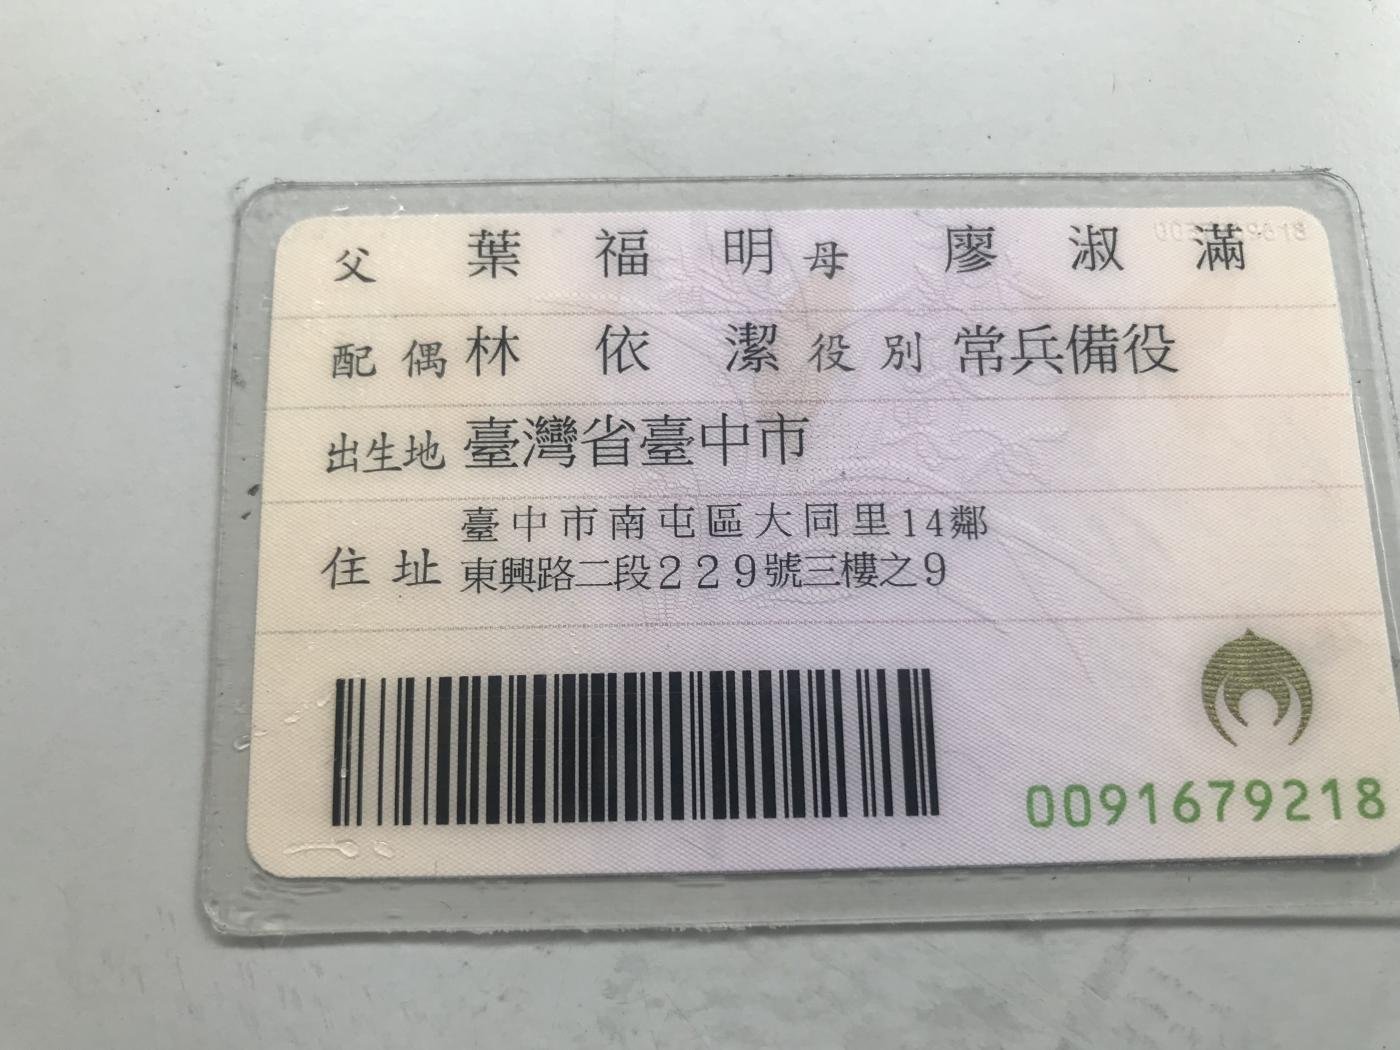 父 葉福明 母 廖淑滿
配偶 林依潔 役別 常兵備役
出生地 臺灣省臺中市
住址 臺中市南屯區大同里14鄰
東興路二段229號三樓之9
0091679218